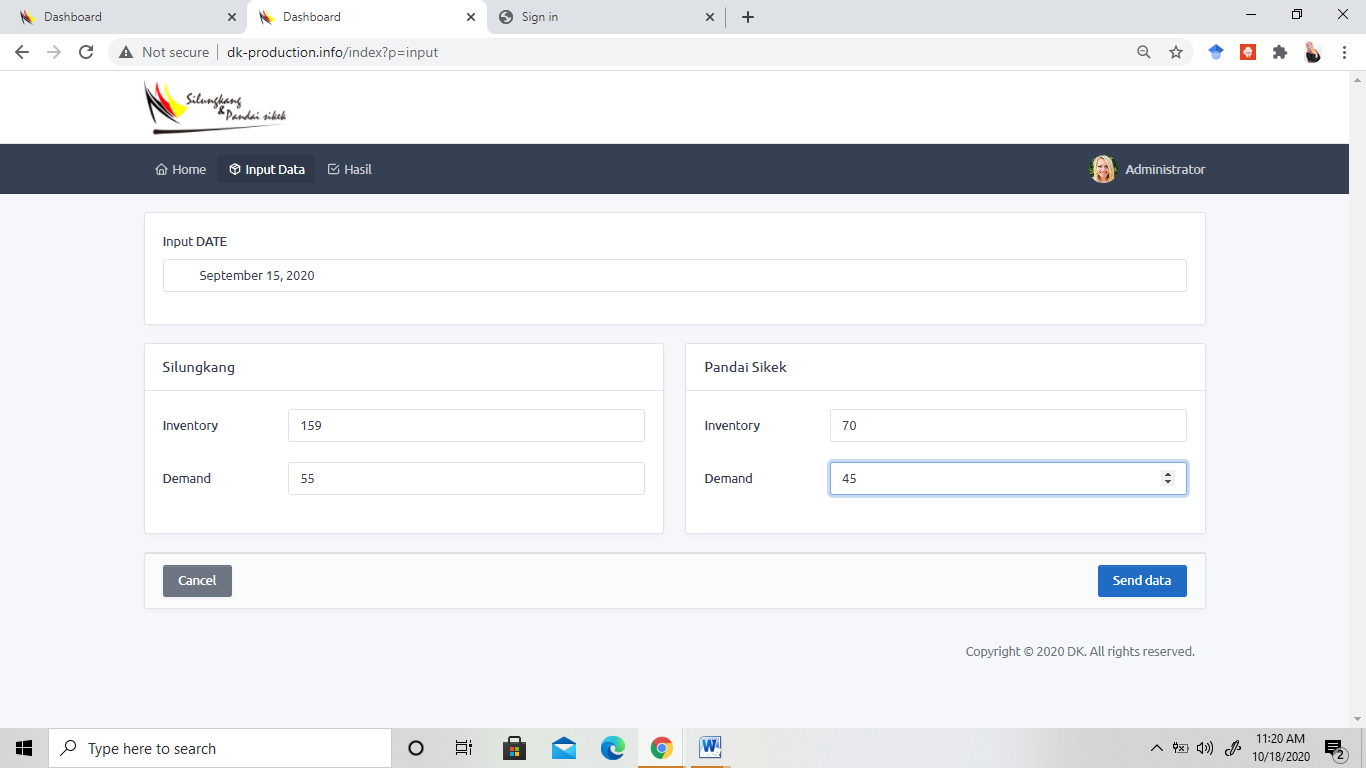 Dashboard Dashboard Sign in
Not secure dk-production.info/index?p=input
Silungkang
& Pandai sikek
Home Input Data Hasil Administrator
Input DATE
September 15, 2020
Silungkang
Inventory 159
Demand 55
Pandai Sikek
Inventory 70
Demand 45
Cancel Send data
Copyright © 2020 DK. All rights reserved.
Type here to search
W
11:20 AM
10/18/2020
2